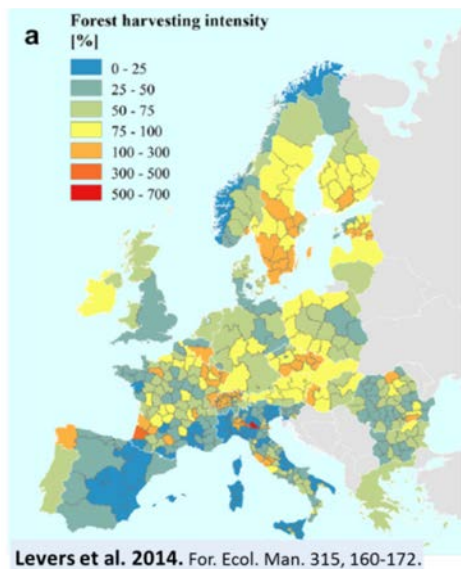 a
Forest harvesting intensity
[%]
0 - 25
25 - 50
50 - 75
75 - 100
100 - 300
300 - 500
500 - 700
Levers et al. 2014. For. Ecol. Man. 315, 160-172.